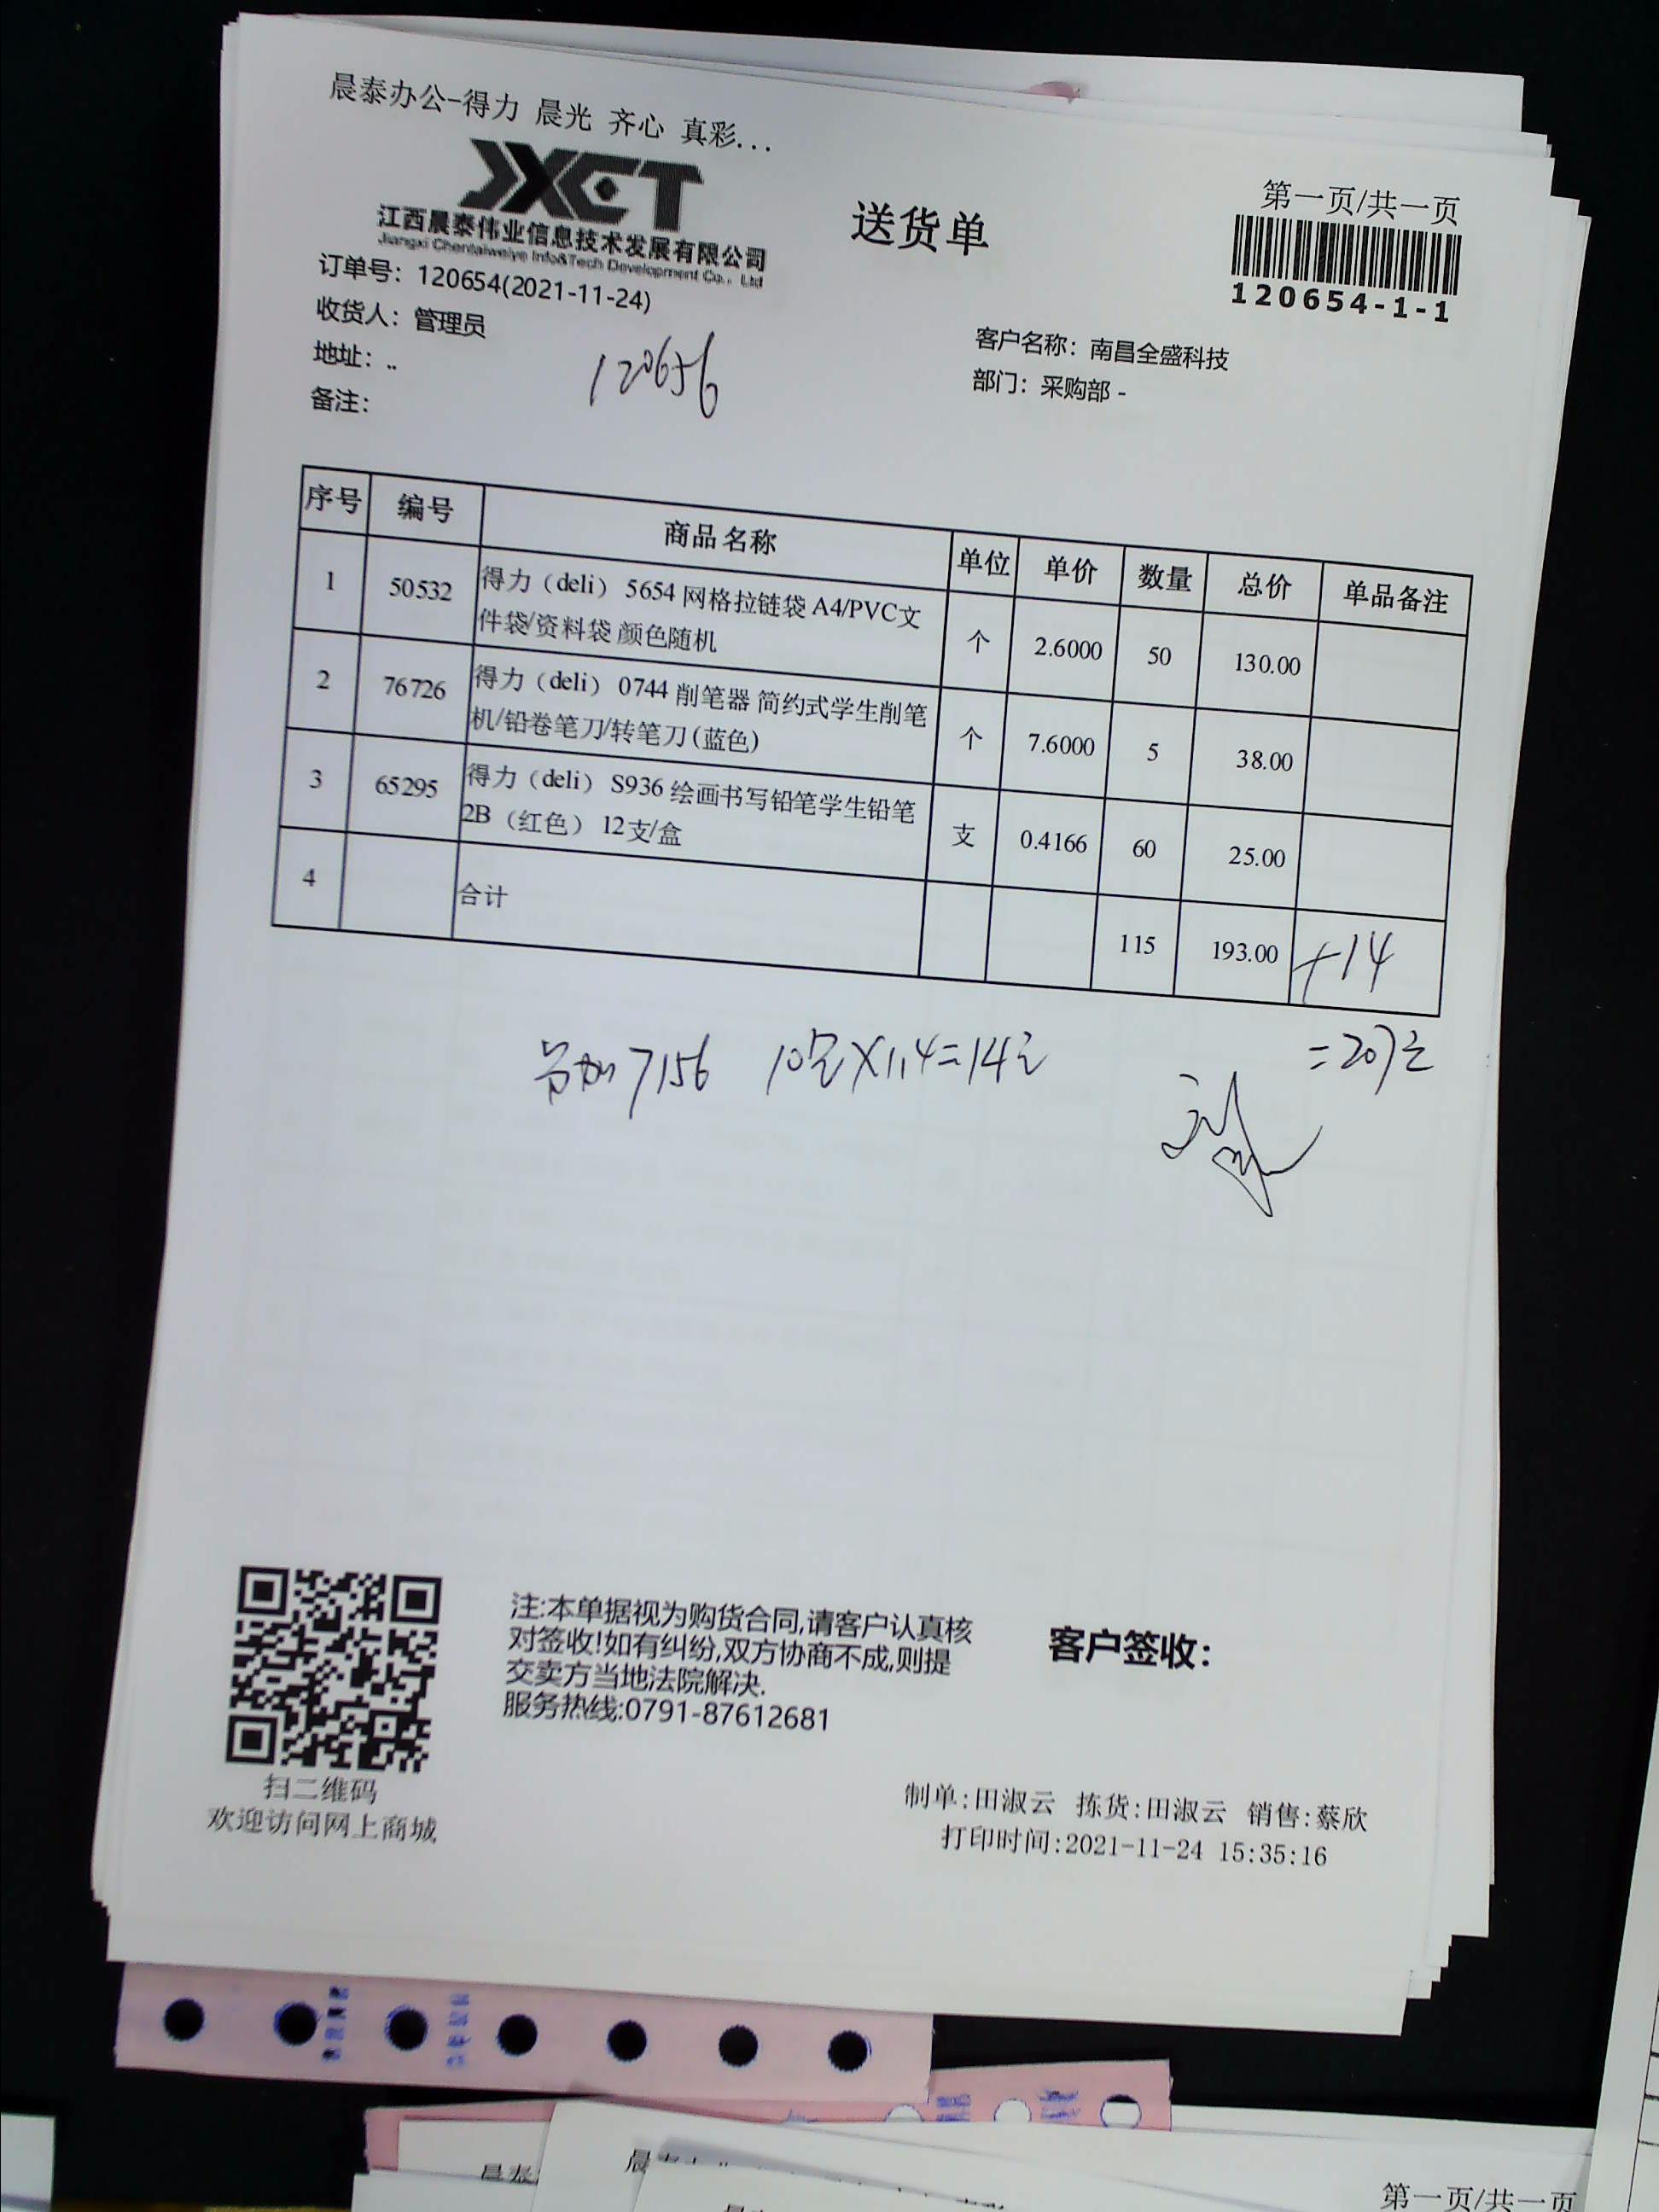 晨泰办公-得力 晨光 齐心 真彩...
JXCT
江西晨泰伟业信息技术发展有限公司
Jiangxi Chentaiweiye Info&Tech Development Co., Ltd
送货单
第一页/共一页
120654-1-1
订单号: 120654(2021-11-24)
收货人: 管理员
地址: ..
备注:
120656
客户名称: 南昌全盛科技
部门: 采购部 -
序号 编号 商品名称 单位 单价 数量 总价 单品备注
1 50532 得力（deli） 5654 网格拉链袋 A4/PVC文
件袋/资料袋 颜色随机 个 2.6000 50 130.00
2 76726 得力（deli） 0744 削笔器 简约式学生削笔
机/铅卷笔刀/转笔刀(蓝色) 个 7.6000 5 38.00
3 65295 得力（deli） S936 绘画书写铅笔学生铅笔
2B（红色） 12支/盒 支 0.4166 60 25.00
4 合计 115 193.00 +14
=207元
另加7156 10包×1.4=14元
注:本单据视为购货合同,请客户认真核
对签收!如有纠纷,双方协商不成,则提
交卖方当地法院解决.
服务热线:0791-87612681
客户签收:
扫二维码
欢迎访问网上商城
制单:田淑云 拣货:田淑云 销售:蔡欣
打印时间:2021-11-24 15:35:16
第一页/共一页